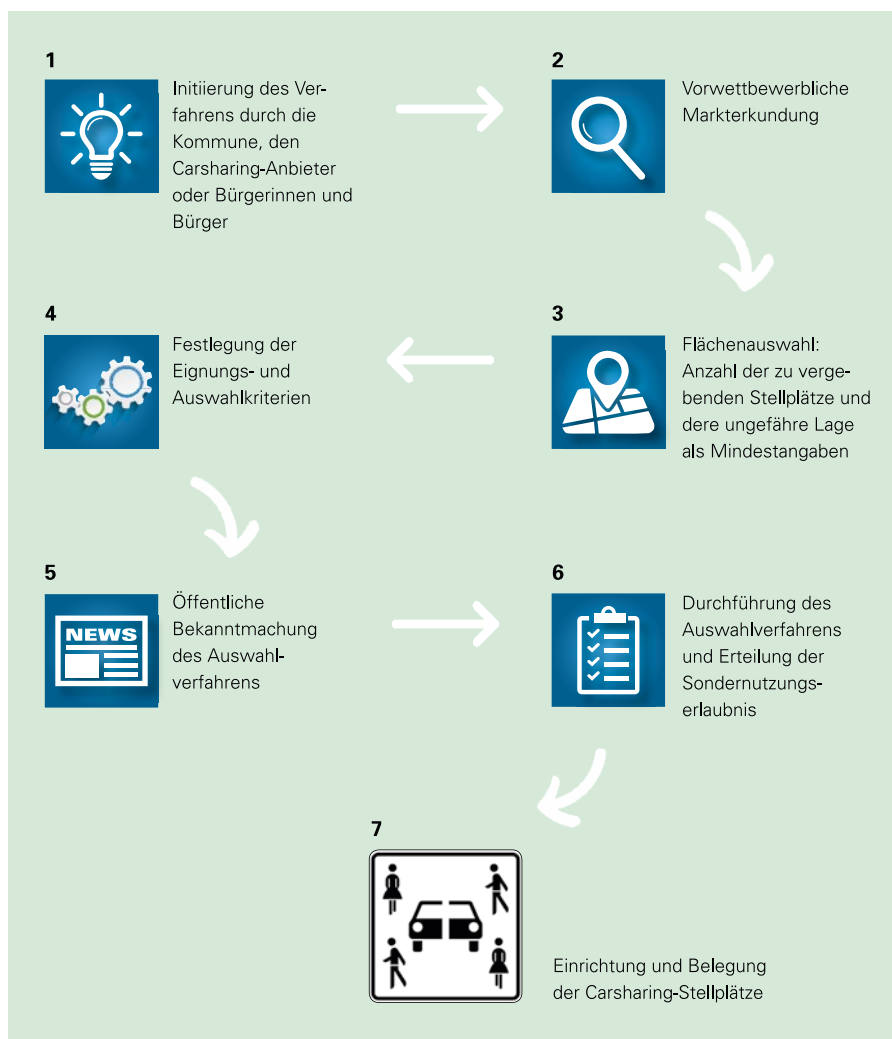 1
Initiierung des Ver-
fahrens durch die
Kommune, den
Carsharing-Anbieter
oder Bürgerinnen und
Bürger
2
Vorwettbewerbliche
Markterkundung
3
Flächenauswahl:
Anzahl der zu verge-
benden Stellplätze und
dere ungefähre Lage
als Mindestangaben
4
Festlegung der
Eignungs- und
Auswahlkriterien
5
NEWS
Öffentliche
Bekanntmachung
des Auswahl-
verfahrens
6
Durchführung des
Auswahlverfahrens
und Erteilung der
Sondernutzungs-
erlaubnis
7
Einrichtung und Belegung
der Carsharing-Stellplätze